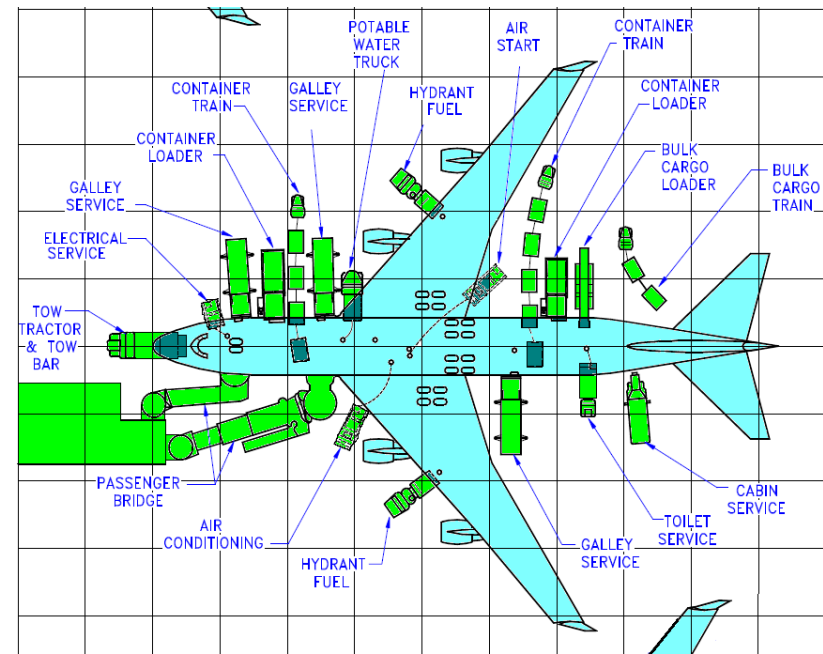 POTABLE
WATER
TRUCK
AIR
START
CONTAINER
TRAIN
CONTAINER
TRAIN
GALLEY
SERVICE
HYDRANT
FUEL
CONTAINER
LOADER
CONTAINER
LOADER
BULK
CARGO
LOADER
BULK
CARGO
TRAIN
GALLEY
SERVICE
ELECTRICAL
SERVICE
TOW
TRACTOR
& TOW
BAR
PASSENGER
BRIDGE
AIR
CONDITIONING
HYDRANT
FUEL
GALLEY
SERVICE
TOILET
SERVICE
CABIN
SERVICE